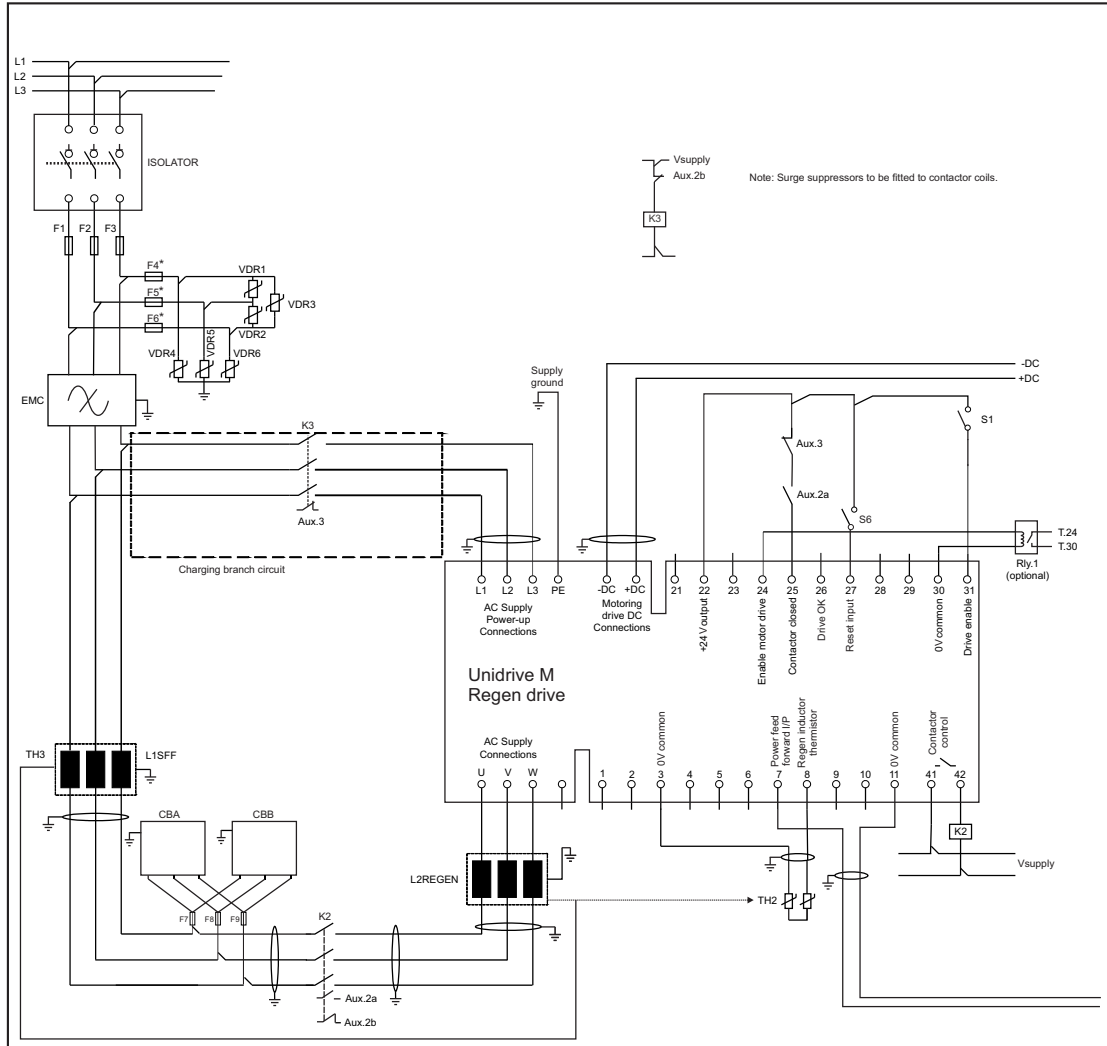 L1
L2
L3
ISOLATOR
Vsupply
Aux.2b
Note: Surge suppressors to be fitted to contactor coils.
K3
F1
F2
F3
F4*
F5*
F6*
VDR1
VDR3
VDR2
VDR4
VDR5
VDR6
EMC
Supply
ground
-DC
+DC
K3
Aux.3
Charging branch circuit
Aux.3
Aux.2a
S1
S6
T.24
T.30
Rly.1
(optional)
L1
L2
L3
PE
-DC
+DC
21
22
23
24
25
26
27
28
29
30
31
AC Supply
Power-up
Connections
Motoring
drive DC
Connections
+24 V output
Enable motor drive
Contactor closed
Drive OK
Reset input
0V common
Drive enable
Unidrive M
Regen drive
AC Supply
Connections
U
V
W
0V common
Power feed
forward I/P
Regen inductor
thermistor
0V common
Contactor
control
1
2
3
4
5
6
7
8
9
10
11
41
42
K2
Vsupply
TH3
L1SFF
CBA
CBB
L2REGEN
TH2
F7
F8
F9
K2
Aux.2a
Aux.2b